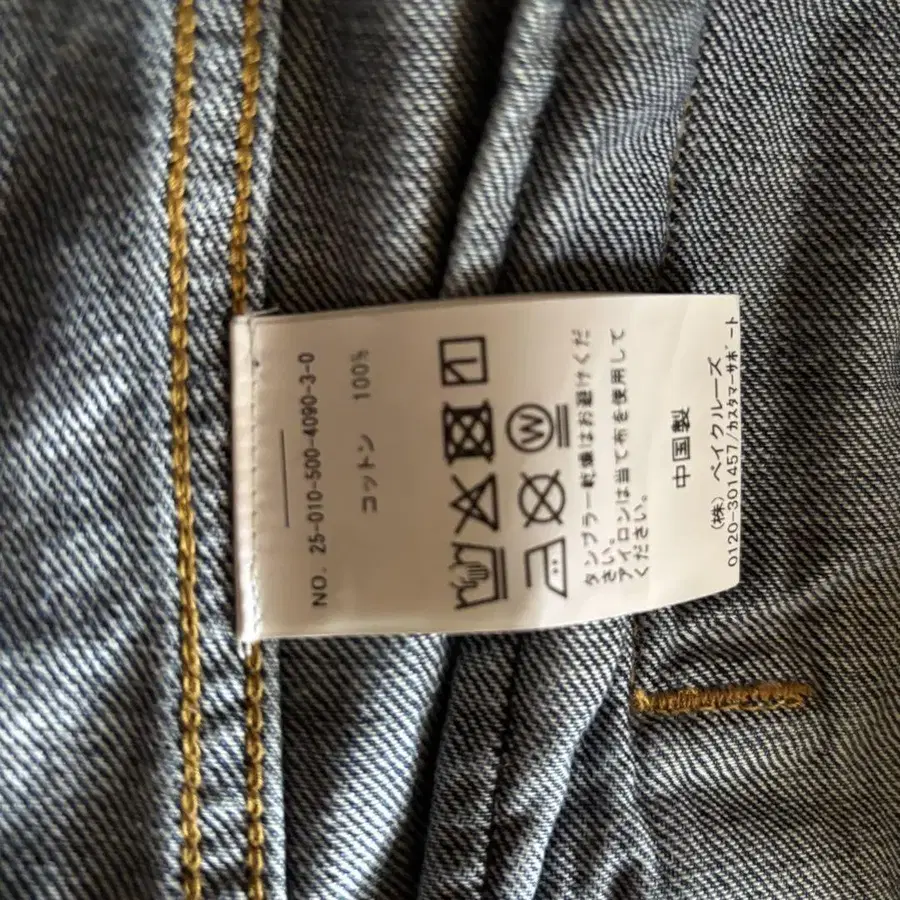 NO. 25-010-500-4090-3-0
コットン 100%
W
タンブラー乾燥はお避けくだ
さい。
アイロンは当て布を使用して
ください。
中国製
(株) ベイクルーズ
0120-301457/カスタマーサポート